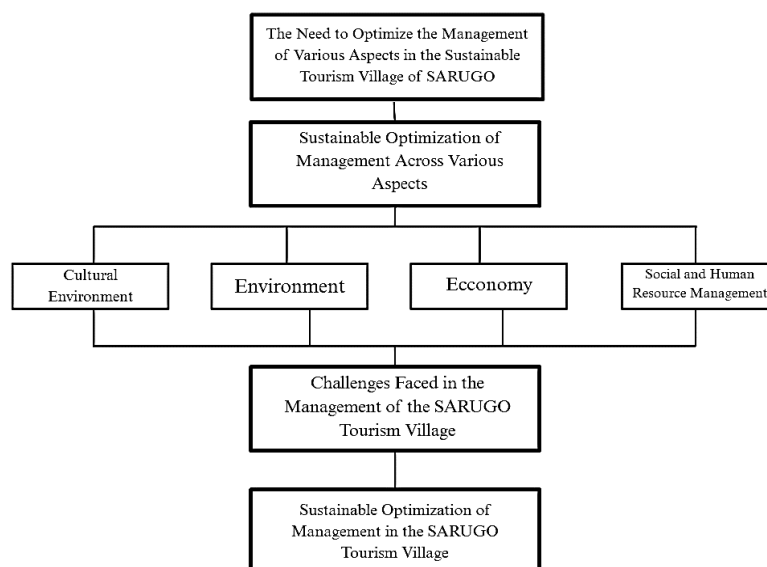 The Need to Optimize the Management
of Various Aspects in the Sustainable
Tourism Village of SARUGO
Sustainable Optimization of
Management Across Various
Aspects
Cultural
Environment
Environment
Ecconomy
Social and Human
Resource Management
Challenges Faced in the
Management of the SARUGO
Tourism Village
Sustainable Optimization of
Management in the SARUGO
Tourism Village